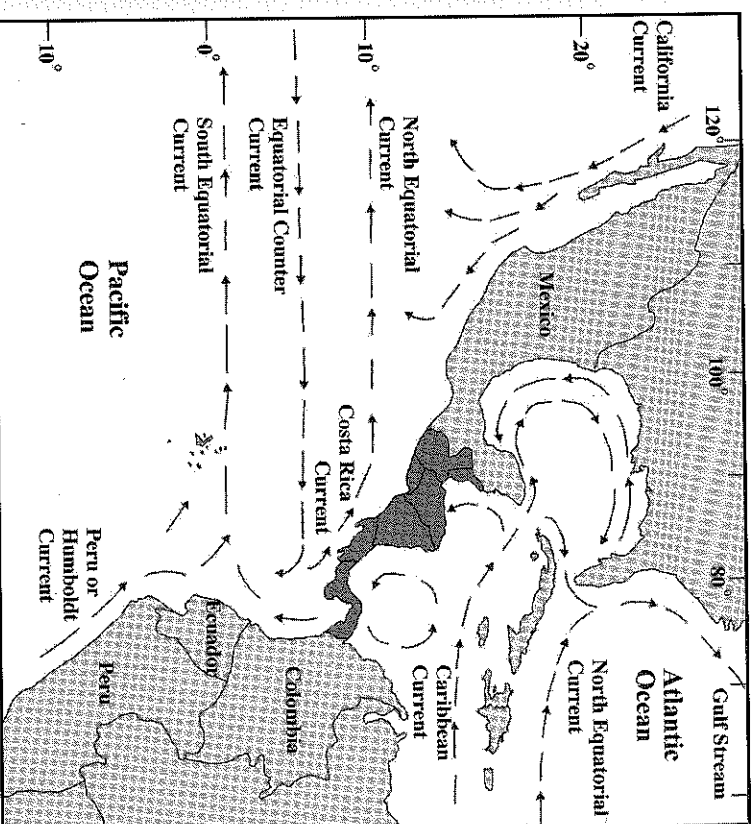 120°
100°
80°
20°
10°
0°
10°
California
Current
Gulf Stream
Atlantic
Ocean
North Equatorial
Current
Mexico
Caribbean
Current
North Equatorial
Current
Costa Rica
Current
Equatorial Counter
Current
South Equatorial
Current
Colombia
Ecuador
Peru
Pacific
Ocean
Peru or
Humboldt
Current